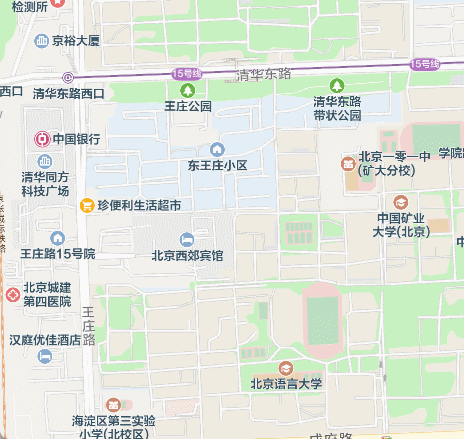 检测所
京裕大厦
15号线
15号线
清华东路
西口
清华东路西口
王庄公园
清华东路
带状公园
中国银行
学院
北京一零一中
(矿大分校)
东王庄小区
清华同方
科技广场
珍便利生活超市
中国矿业
大学(北京)
王庄路15号院
北京西郊宾馆
北京城建
第四医院
王庄路
汉庭优佳酒店
北京语言大学
海淀区第三实验
小学(北校区)
成府路